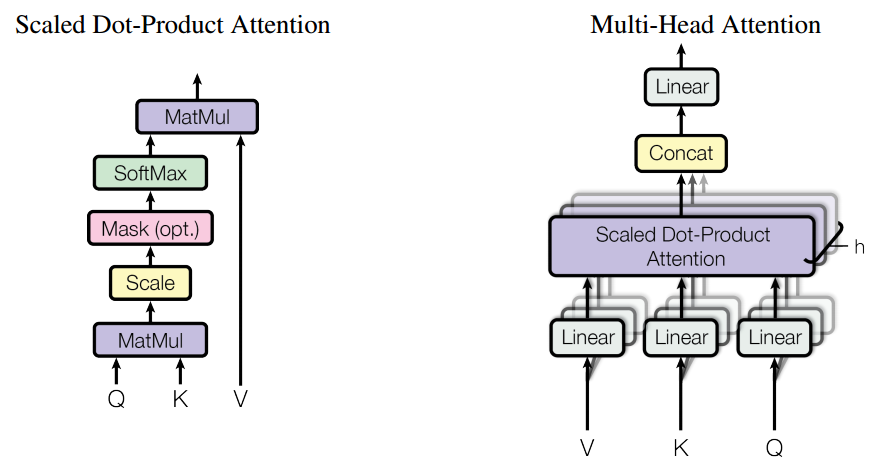 Scaled Dot-Product Attention
MatMul
SoftMax
Mask (opt.)
Scale
MatMul
Q K V
Multi-Head Attention
Linear
Concat
Scaled Dot-Product
Attention
h
Linear Linear Linear
V K Q